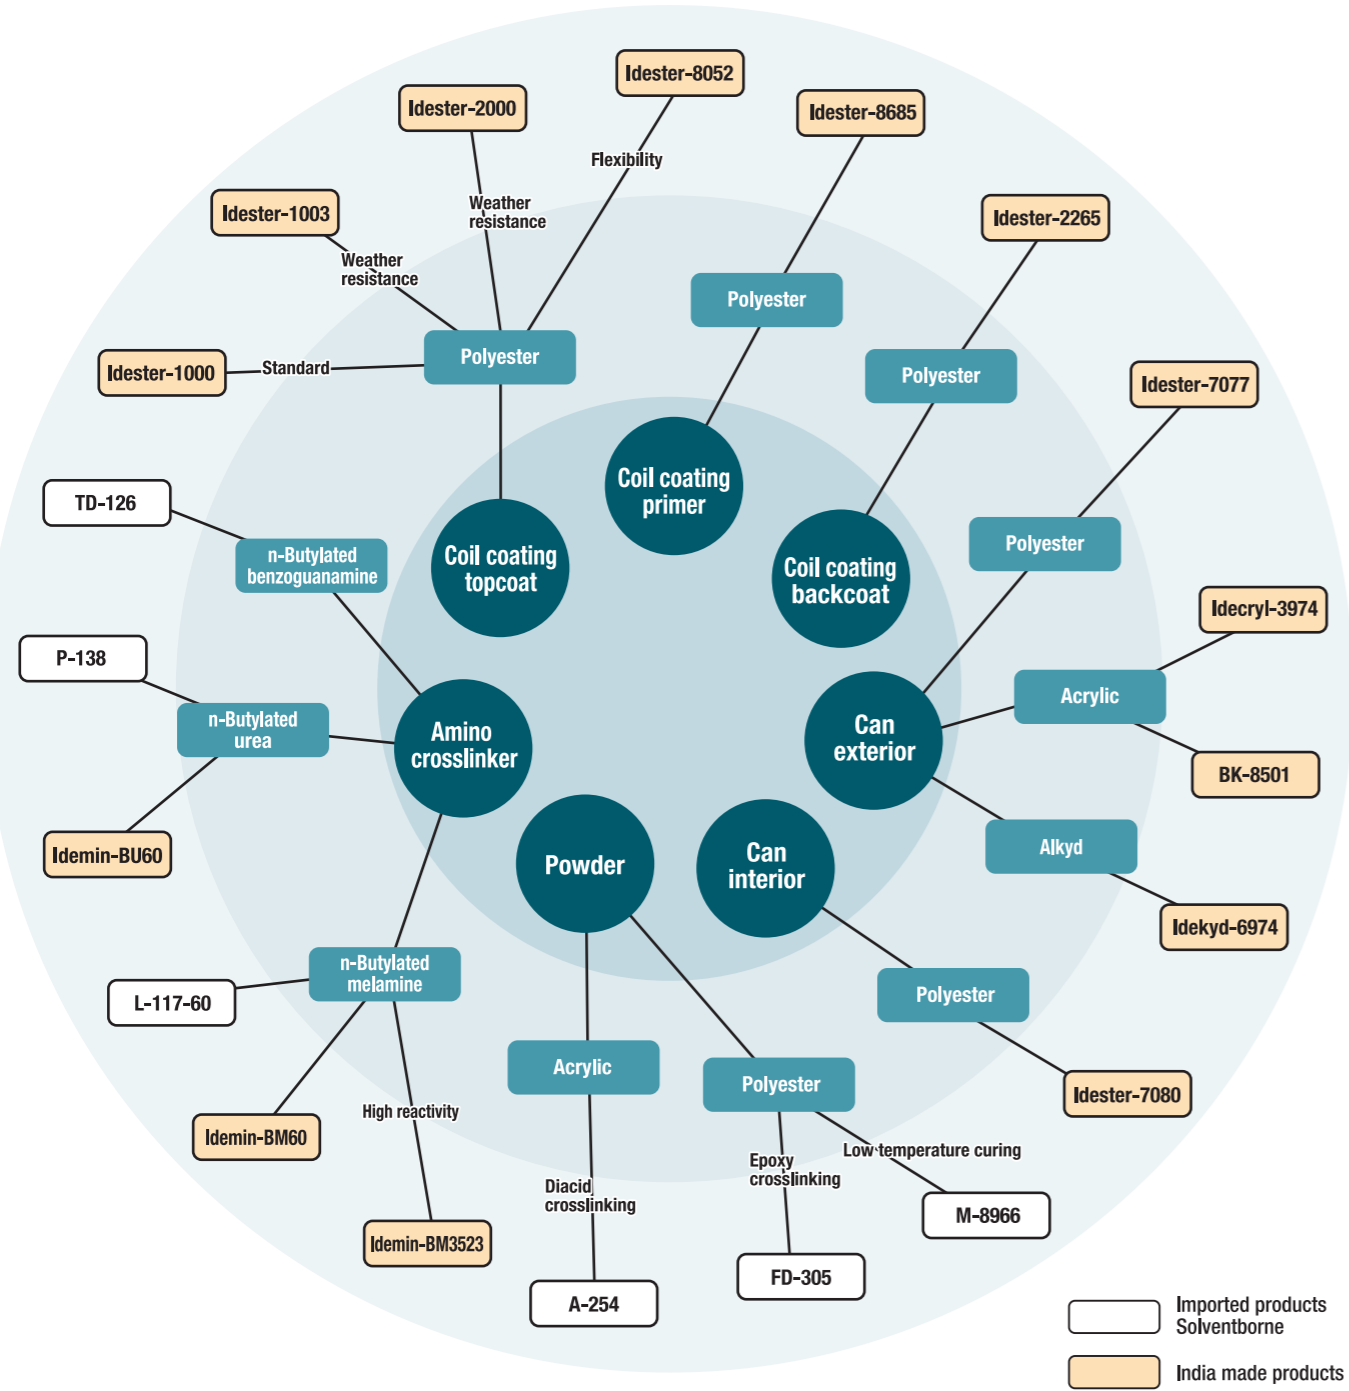 Idester-8052
Idester-2000
Idester-8685
Flexibility
Idester-1003
Weather
resistance
Idester-2265
Weather
resistance
Polyester
Polyester
Idester-1000
Standard
Polyester
Idester-7077
Coil coating
primer
TD-126
n-Butylated
benzoguanamine
Coil coating
topcoat
Coil coating
backcoat
Polyester
Idecryl-3974
P-138
n-Butylated
urea
Amino
crosslinker
Can
exterior
Acrylic
BK-8501
Idemin-BU60
Powder
Can
interior
Alkyd
Idekyd-6974
n-Butylated
melamine
L-117-60
Polyester
Acrylic
Polyester
Idester-7080
Idemin-BM60
High reactivity
Low temperature curing
Epoxy
crosslinking
Diacid
crosslinking
M-8966
Idemin-BM3523
FD-305
A-254
Imported products
Solventborne
India made products